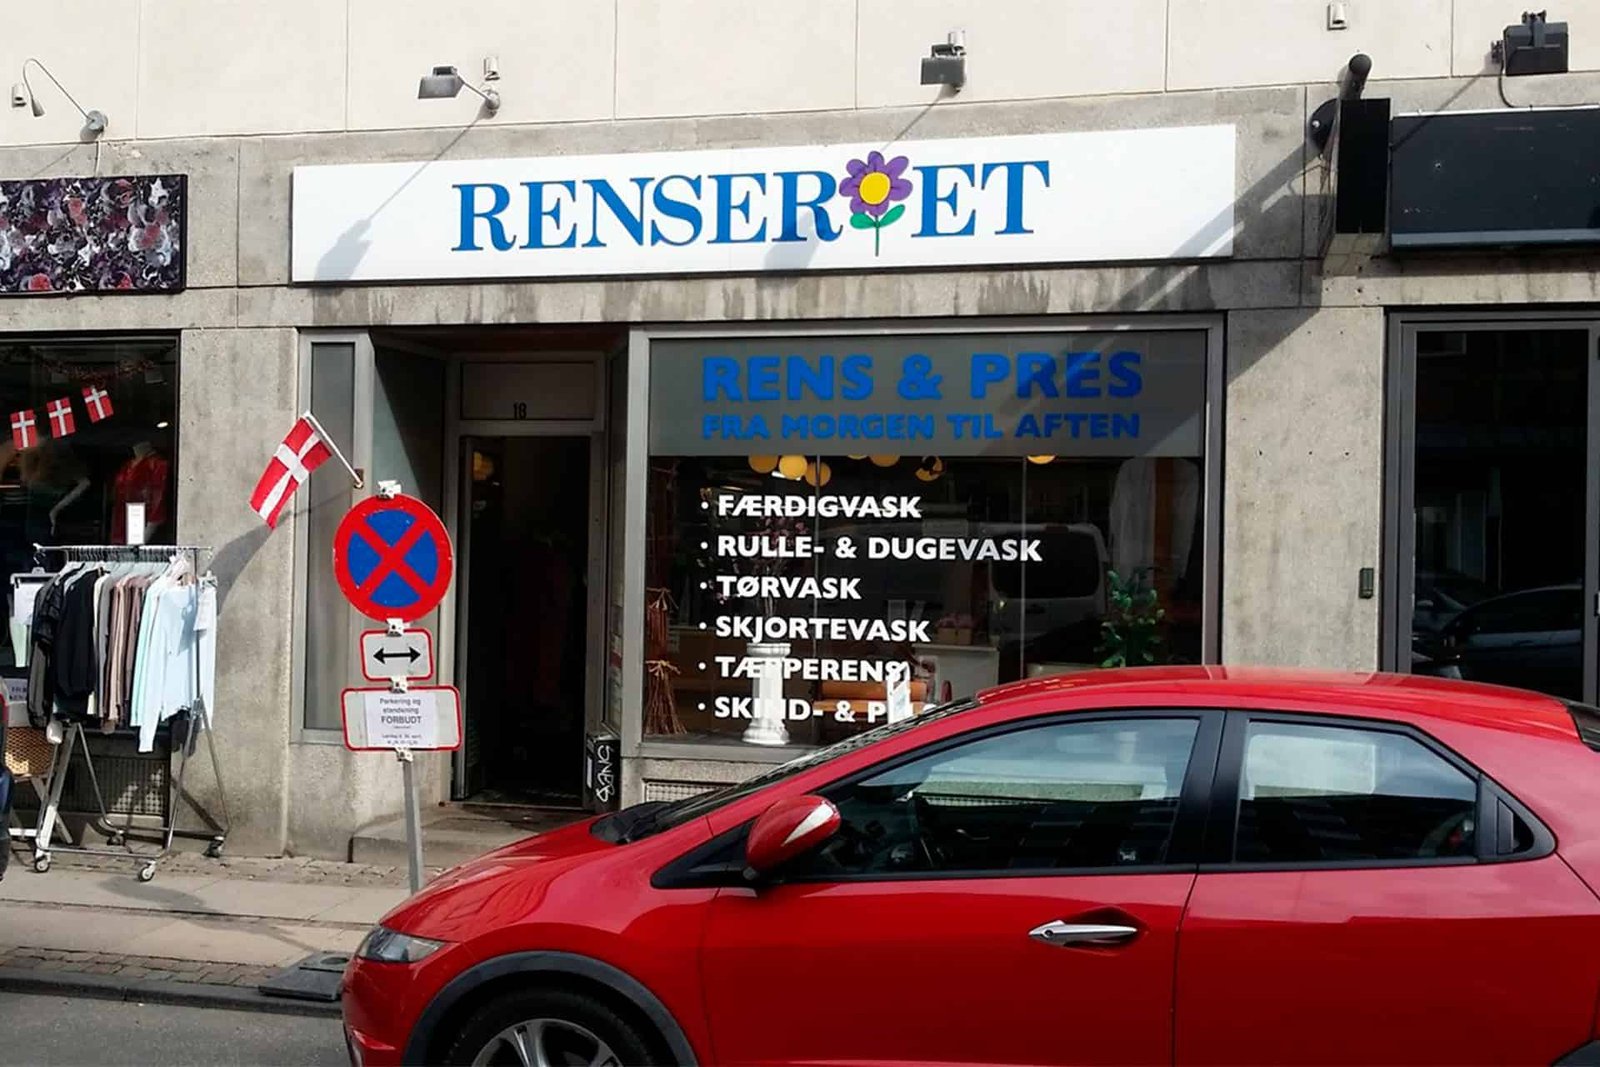 RENSERIET
18
RENS & PRES
FRA MORGEN TIL AFTEN
· FÆRDIGVASK
· RULLE- & DUGEVASK
· TØRVASK
· SKJORTEVASK
· TÆPPERENS
· SKIND- &
Parkering og
standsning
FORBUDT